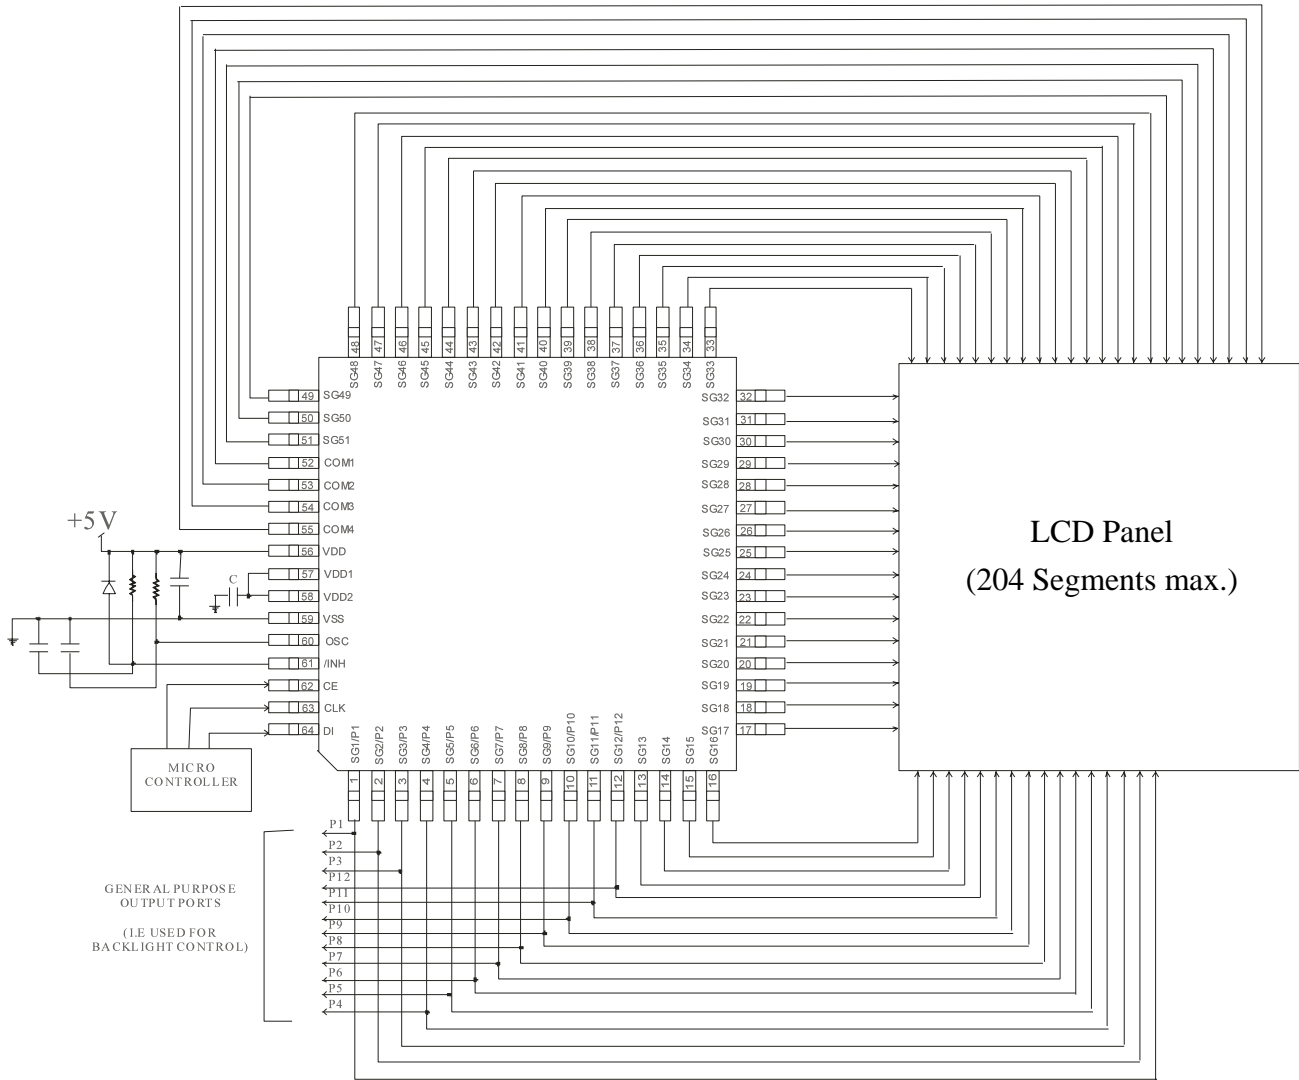 48 47 46 45 44 43 42 41 40 39 38 37 36 35 34 33
SG48 SG47 SG46 SG45 SG44 SG43 SG42 SG41 SG40 SG39 SG38 SG37 SG36 SG35 SG34 SG33
49 SG49
50 SG50
51 SG51
52 COM1
53 COM2
54 COM3
55 COM4
56 VDD
57 VDD1
58 VDD2
59 VSS
60 OSC
61 /INH
62 CE
63 CLK
64 DI
+5V
C
SG32 32
SG31 31
SG30 30
SG29 29
SG28 28
SG27 27
SG26 26
SG25 25
SG24 24
SG23 23
SG22 22
SG21 21
SG20 20
SG19 19
SG18 18
SG17 17
LCD Panel
(204 Segments max.)
SG1/P1 SG2/P2 SG3/P3 SG4/P4 SG5/P5 SG6/P6 SG7/P7 SG8/P8 SG9/P9 SG10/P10 SG11/P11 SG12/P12 SG13 SG14 SG15 SG16
1 2 3 4 5 6 7 8 9 10 11 12 13 14 15 16
MICRO
CONTROLLER
P1
P2
P3
P12
P11
P10
P9
P8
P7
P6
P5
P4
GENERAL PURPOSE
OUTPUT PORTS
(I.E USED FOR
BACKLIGHT CONTROL)